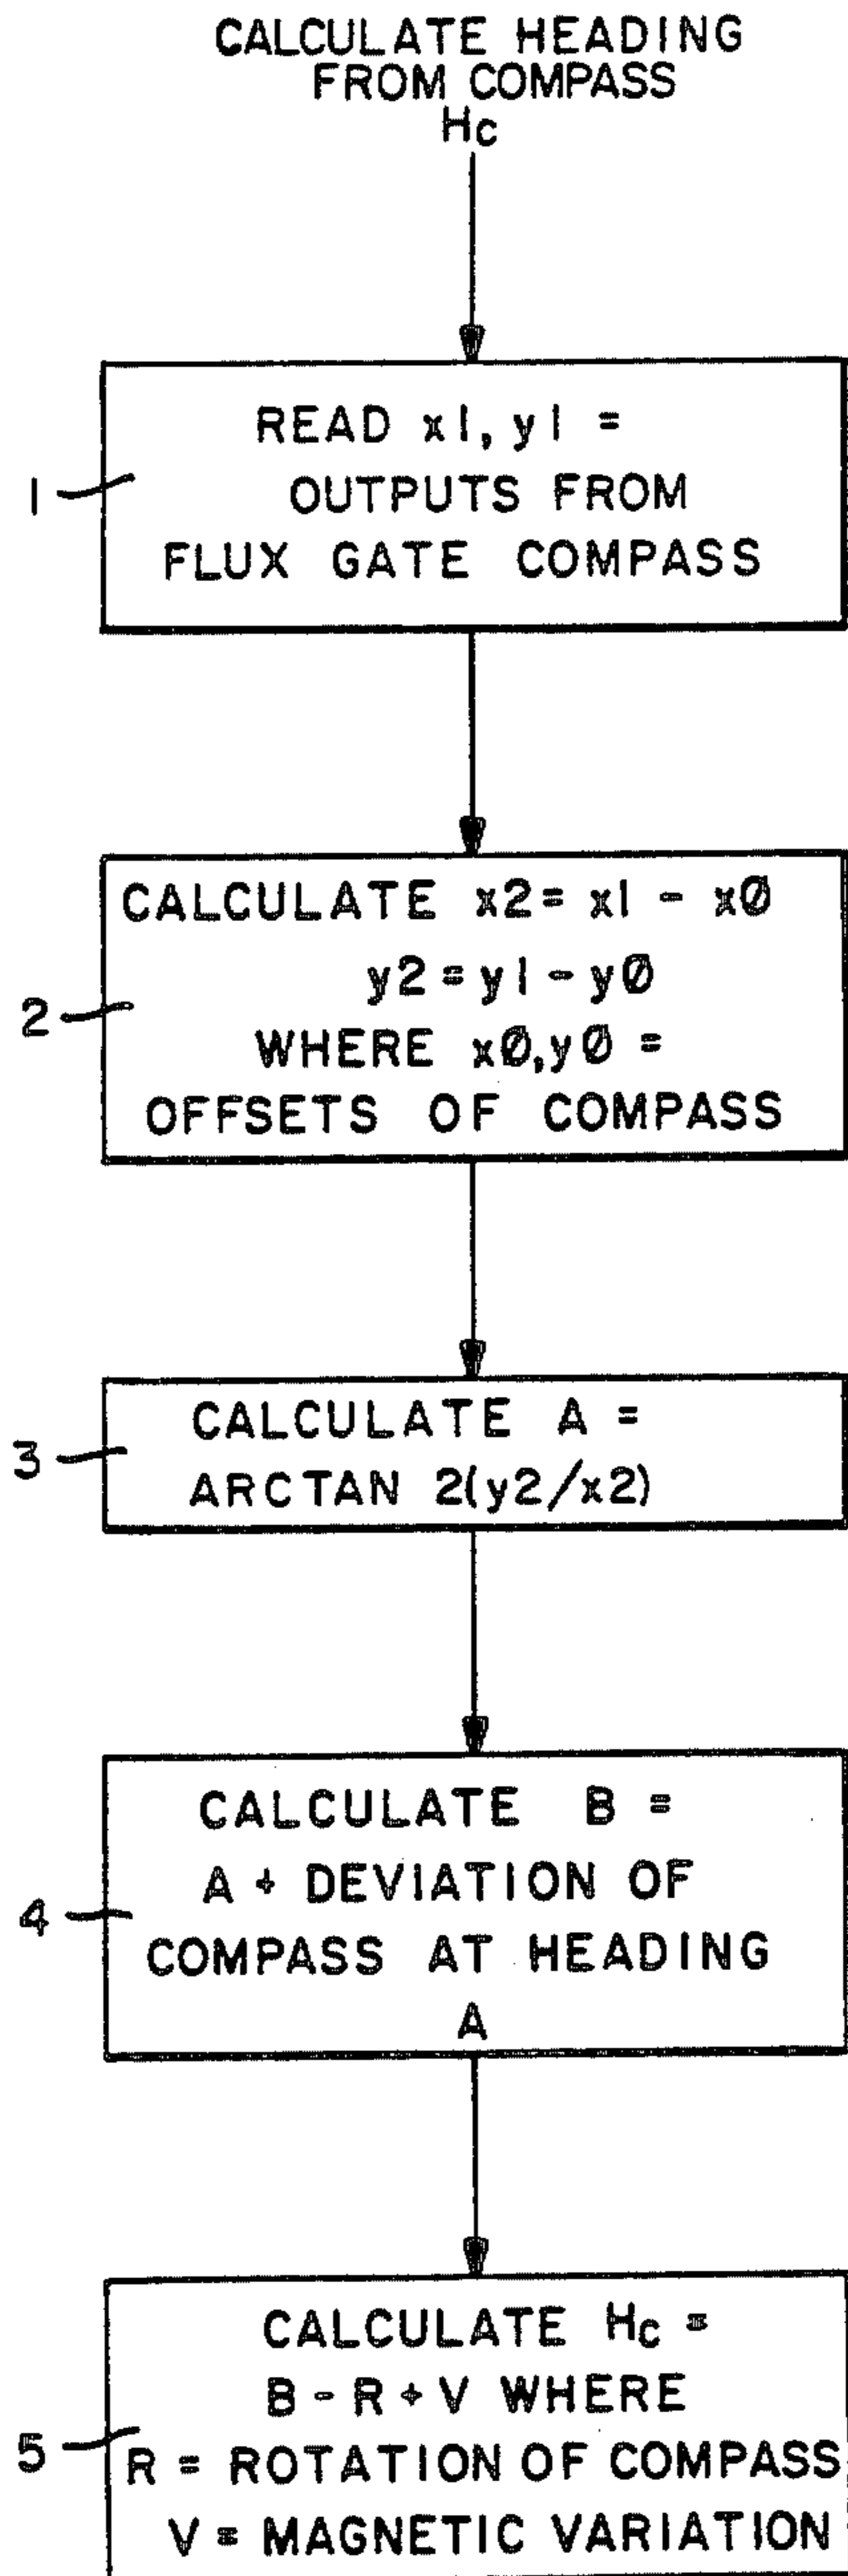 CALCULATE HEADING
FROM COMPASS
Hc
1
READ x1, y1 =
OUTPUTS FROM
FLUX GATE COMPASS
2
CALCULATE x2 = x1 - xØ
y2 = y1 - yØ
WHERE xØ, yØ =
OFFSETS OF COMPASS
3
CALCULATE A =
ARCTAN 2(y2/x2)
4
CALCULATE B =
A + DEVIATION OF
COMPASS AT HEADING
A
5
CALCULATE Hc =
B - R + V WHERE
R = ROTATION OF COMPASS
V = MAGNETIC VARIATION